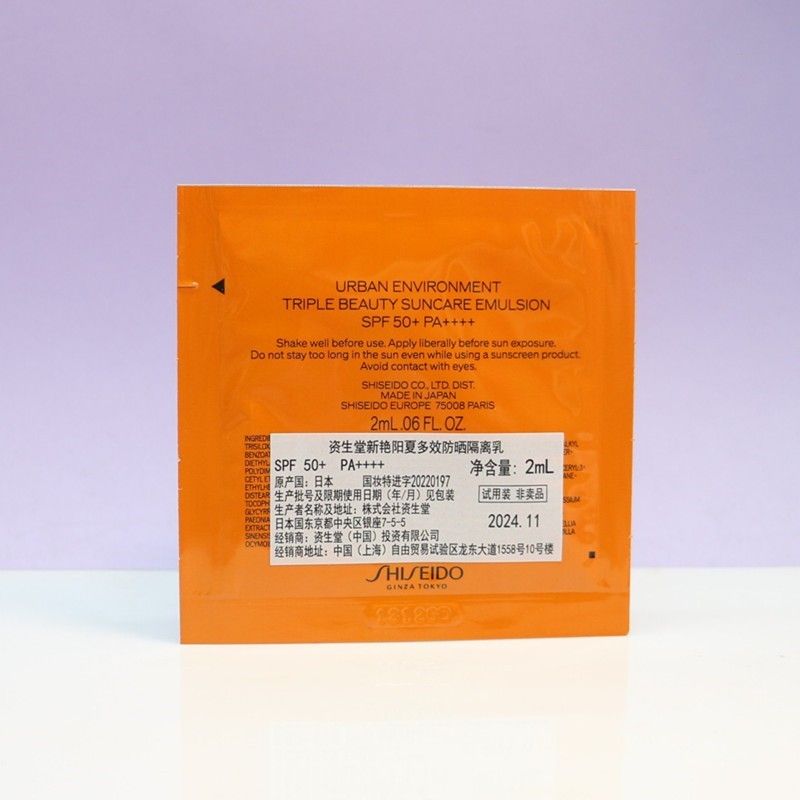 URBAN ENVIRONMENT
TRIPLE BEAUTY SUNCARE EMULSION
SPF 50+ PA++++
Shake well before use. Apply liberally before sun exposure.
Do not stay too long in the sun even while using a sunscreen product.
Avoid contact with eyes.
SHISEIDO CO., LTD. DIST.
MADE IN JAPAN
SHISEIDO EUROPE 75008 PARIS
2mL .06 FL. OZ.
资生堂新艳阳夏多效防晒隔离乳
SPF 50+ PA++++ 净含量：2mL
原产国：日本 国妆特进字20220197
生产批号及限期使用日期（年/月）见包装 试用装 非卖品
生产者名称及地址：株式会社资生堂
日本国东京都中央区银座7-5-5 2024.11
经销商：资生堂（中国）投资有限公司
经销商地址：中国（上海）自由贸易试验区龙东大道1558号10号楼
SHISEIDO
GINZA TOKYO